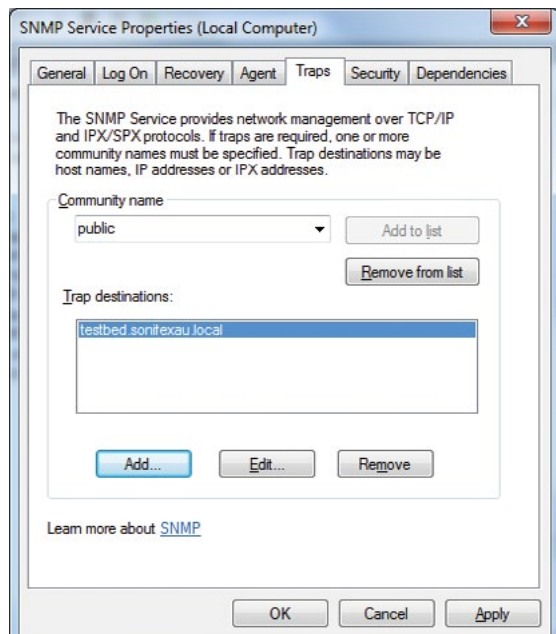 SNMP Service Properties (Local Computer)
General Log On Recovery Agent Traps Security Dependencies
The SNMP Service provides network management over TCP/IP
and IPX/SPX protocols. If traps are required, one or more
community names must be specified. Trap destinations may be
host names, IP addresses or IPX addresses.
Community name
public
Add to list
Remove from list
Trap destinations:
testbed.sonifexau.local
Add... Edit... Remove
Learn more about SNMP
OK Cancel Apply